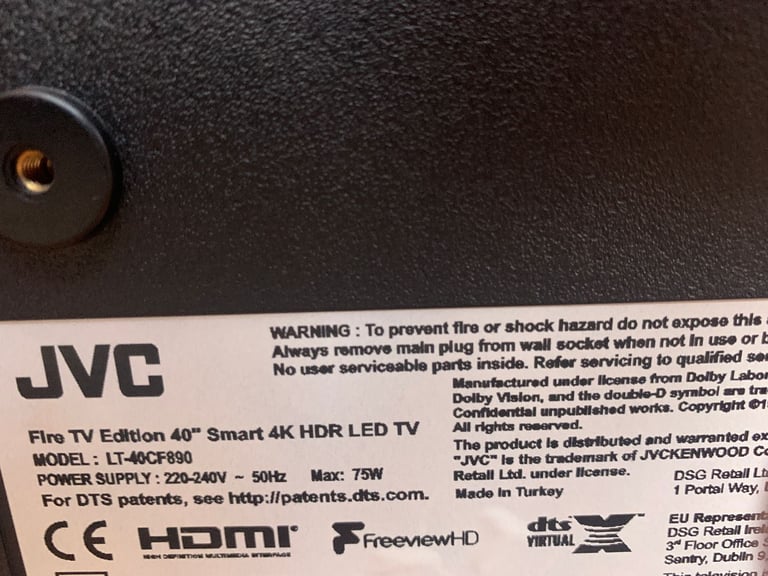 WARNING : To prevent fire or shock hazard do not expose this
Always remove main plug from wall socket when not in use or
No user serviceable parts inside. Refer servicing to qualified
JVC
Manufactured under license from Dolby
Dolby Vision, and the double-D symbol are
Confidential unpublished works. Copyright
All rights reserved.
Fire TV Edition 40" Smart 4K HDR LED TV
MODEL : LT-40CF890
POWER SUPPLY : 220-240V ~ 50Hz Max: 75W
For DTS patents, see http://patents.dts.com.
The product is distributed and warranted
"JVC" is the trademark of JVCKENWOOD
Retail Ltd. under license.
Made in Turkey
DSG Retail
1 Portal Way,
CE HDMI FreeviewHD dts VIRTUAL X
HIGH DEFINITION MULTIMEDIA INTERFACE
EU
DSG Retail
3rd Floor Office
Santry, Dublin 9
This television